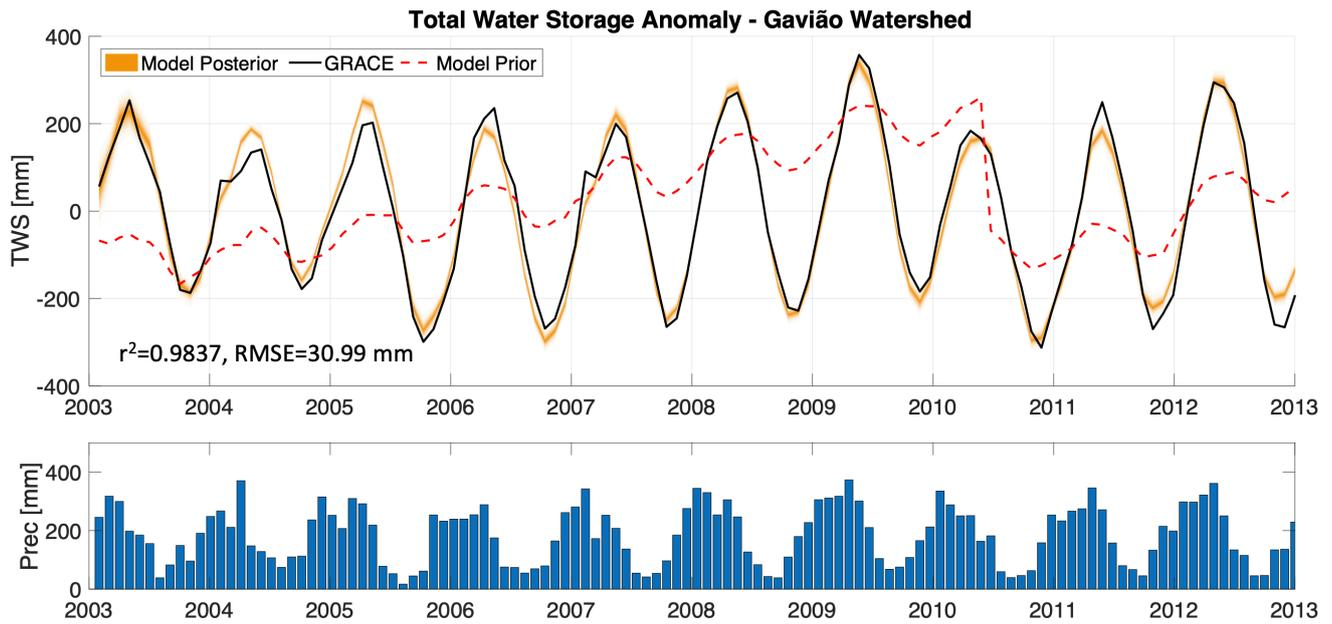 Total Water Storage Anomaly - Gavião Watershed
400
Model Posterior GRACE Model Prior
200
0
-200
-400
TWS [mm]
r²=0.9837, RMSE=30.99 mm
2003 2004 2005 2006 2007 2008 2009 2010 2011 2012 2013
400
200
0
Prec [mm]
2003 2004 2005 2006 2007 2008 2009 2010 2011 2012 2013